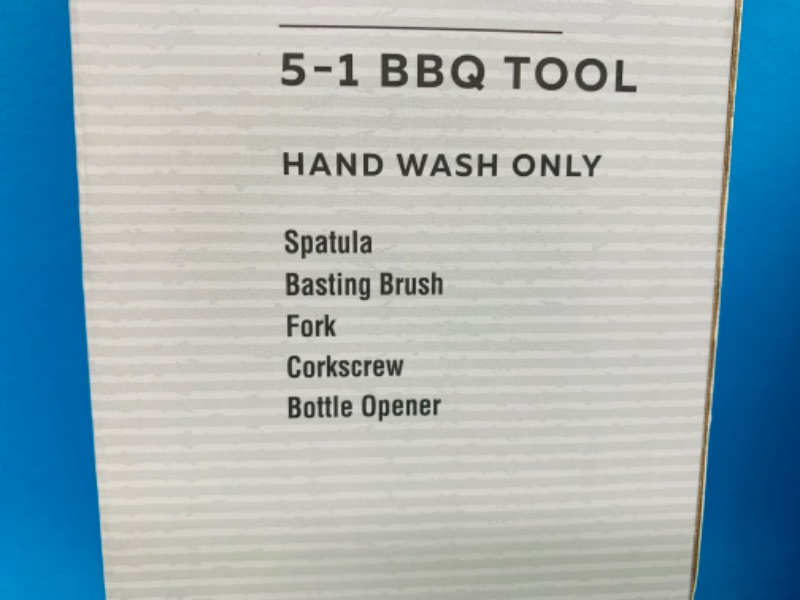 5-1 BBQ TOOL
HAND WASH ONLY
Spatula
Basting Brush
Fork
Corkscrew
Bottle Opener